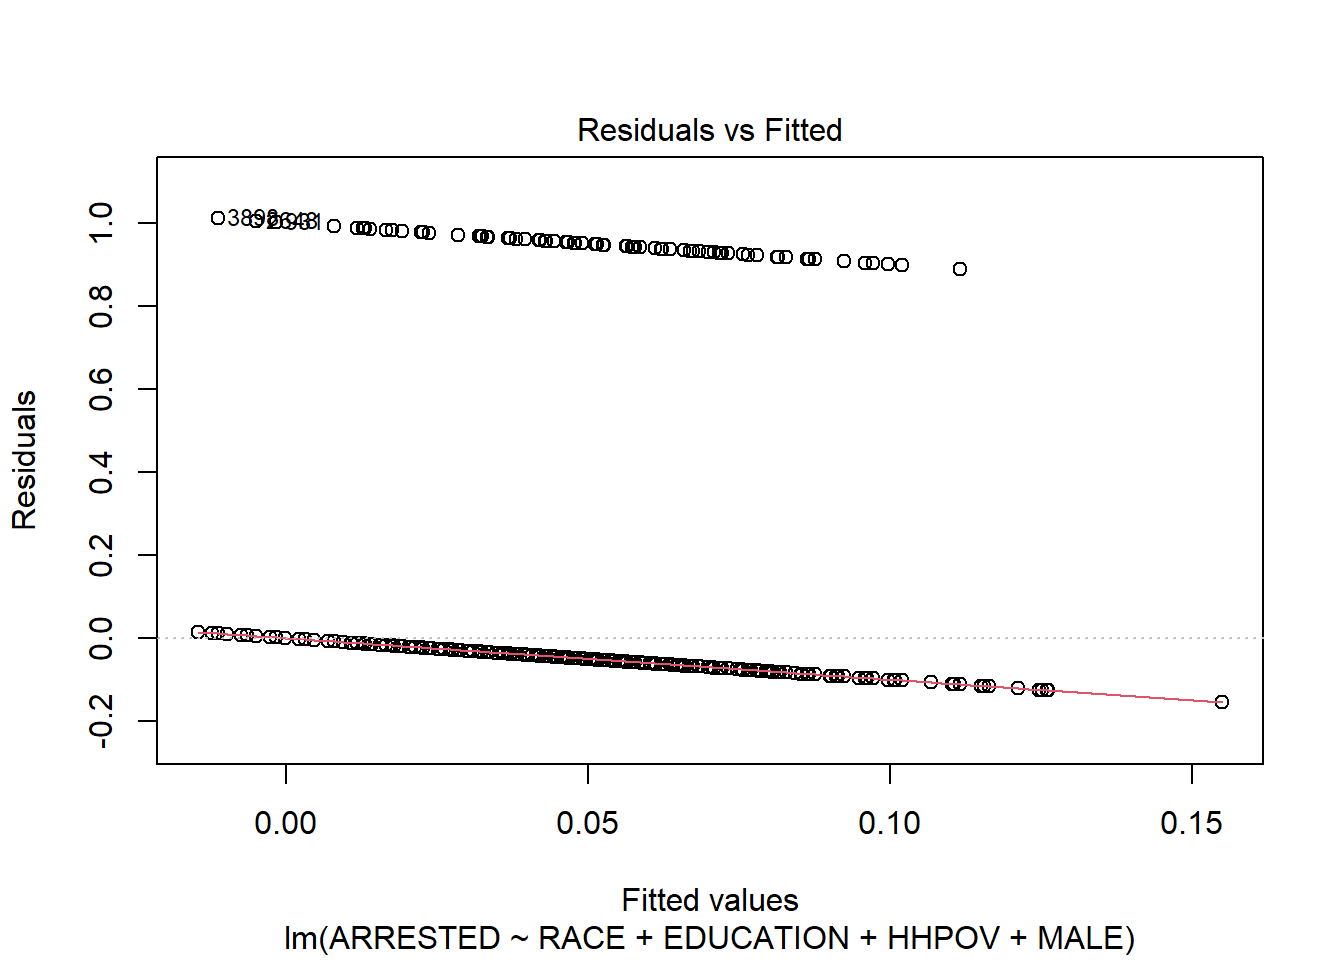 Residuals vs Fitted
Residuals
1.0
0.8
0.6
0.4
0.2
0.0
-0.2
0.00 0.05 0.10 0.15
Fitted values
lm(ARRESTED ~ RACE + EDUCATION + HHPOV + MALE)